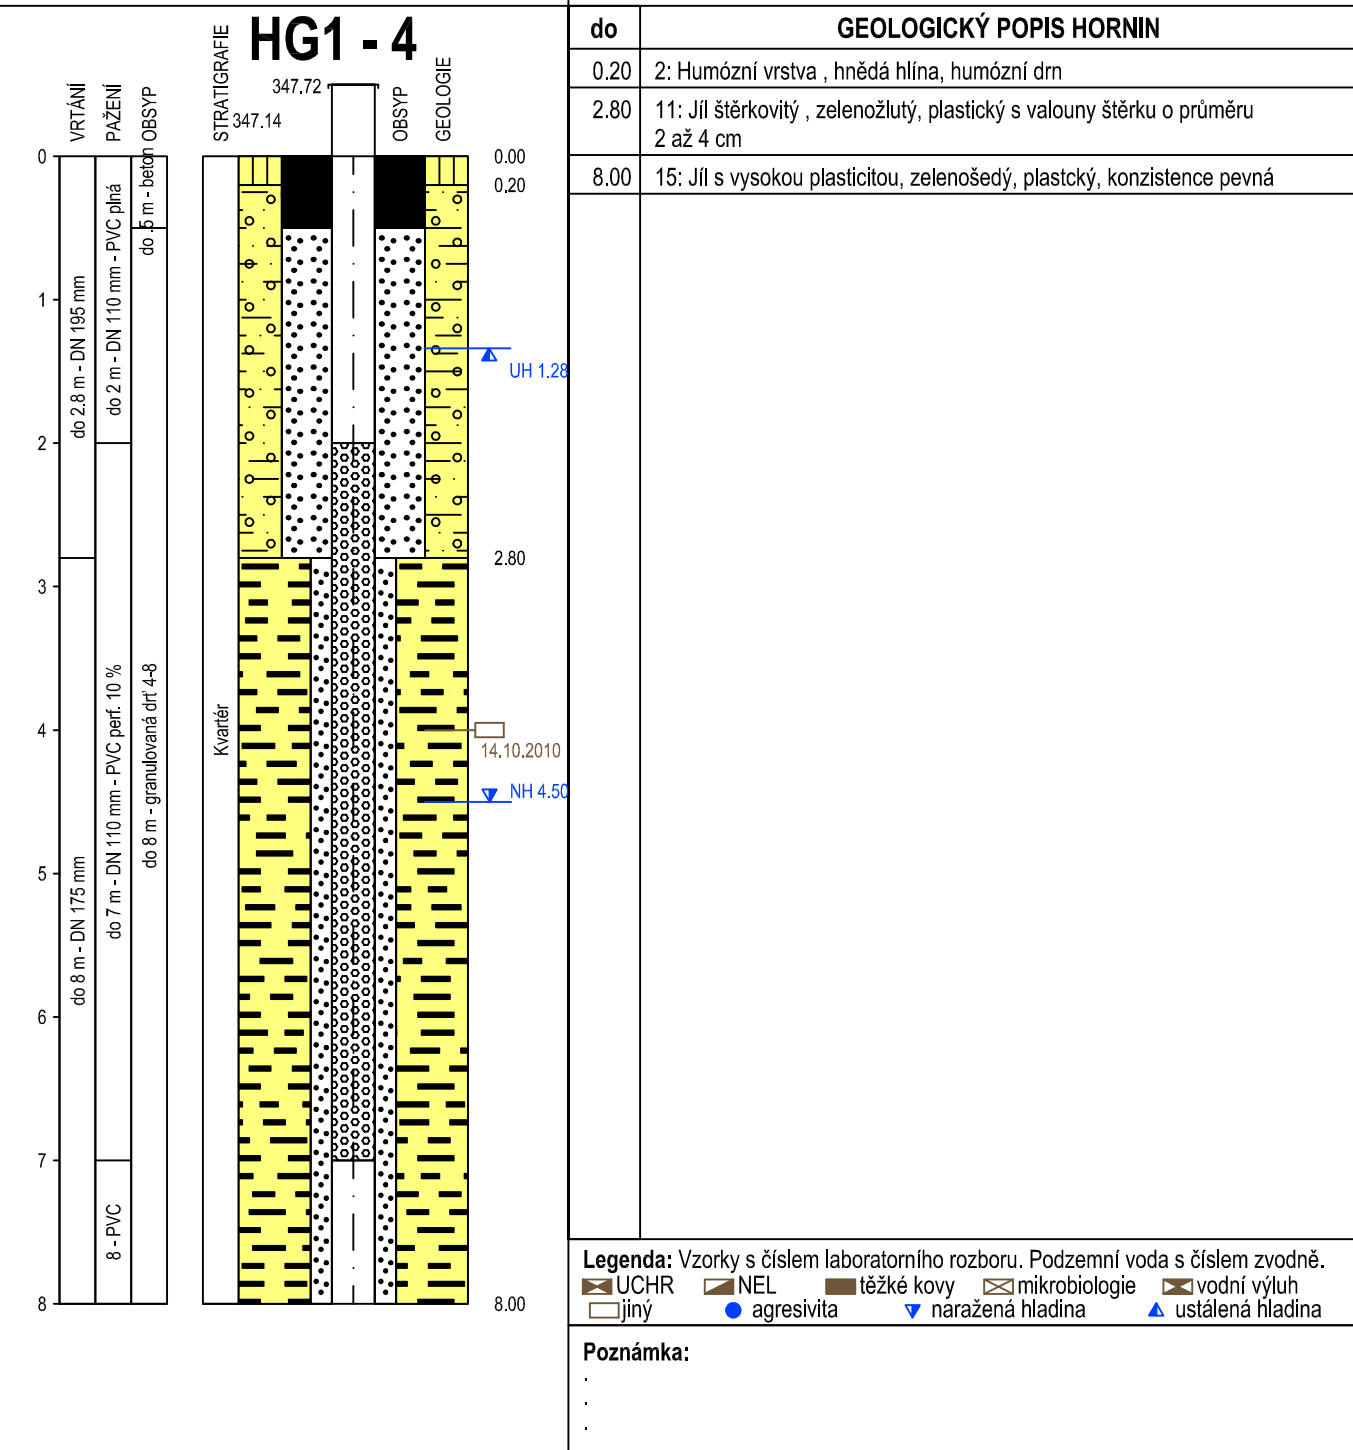 HG1 - 4
VRTÁNÍ
PAŽENÍ
OBSYP
STRATIGRAFIE
347.72
347.14
OBSYP
GEOLOGIE
0
1
2
3
4
5
6
7
8
do 2.8 m - DN 195 mm
do 8 m - DN 175 mm
do 2 m - DN 110 mm - PVC plná
do 7 m - DN 110 mm - PVC perf. 10 %
8 - PVC
do .5 m - beton
do 8 m - granulovaná drť 4-8
Kvartér
0.00
0.20
UH 1.28
2.80
14.10.2010
NH 4.50
8.00
do GEOLOGICKÝ POPIS HORNIN
0.20 2: Humózní vrstva , hnědá hlína, humózní drn
2.80 11: Jíl štěrkovitý , zelenožlutý, plastický s valouny štěrku o průměru
2 až 4 cm
8.00 15: Jíl s vysokou plasticitou, zelenošedý, plastcký, konzistence pevná
Legenda: Vzorky s číslem laboratorního rozboru. Podzemní voda s číslem zvodně.
UCHR NEL těžké kovy mikrobiologie vodní výluh
jiný agresivita naražená hladina ustálená hladina
Poznámka:
.
.
.